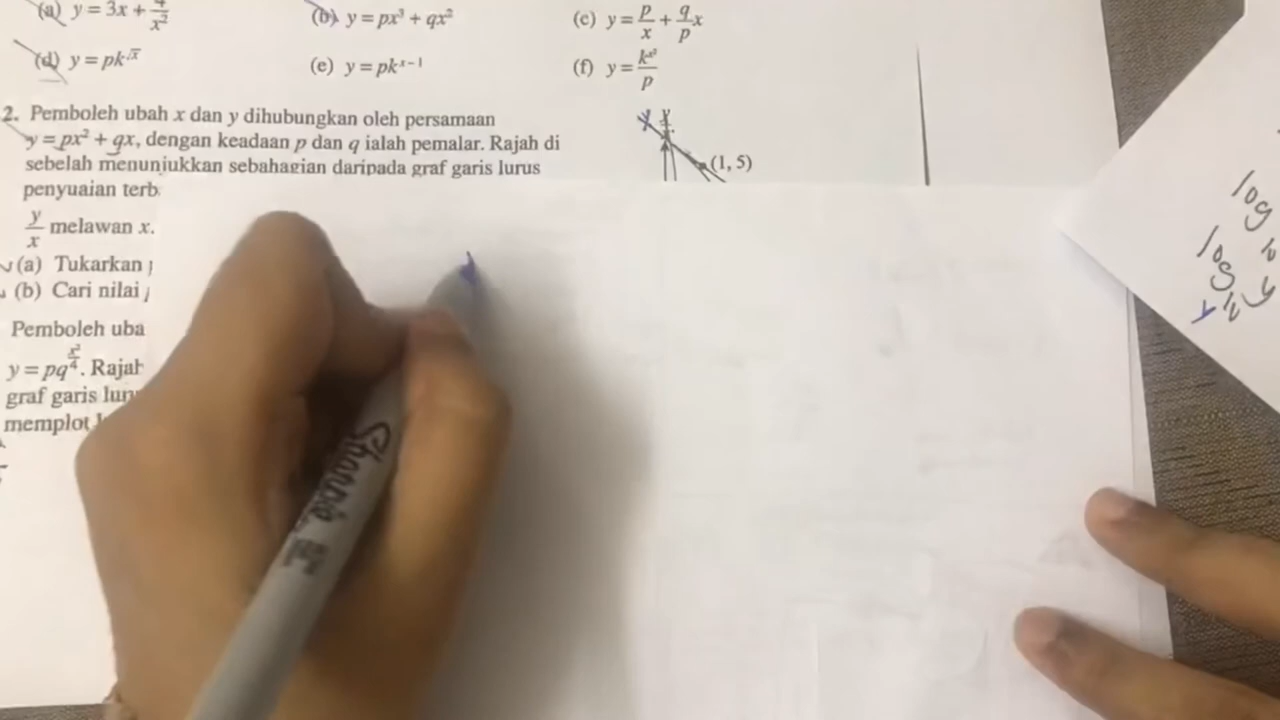 (a) y = 3x + 4/x²
(b) y = px³ + qx²
(c) y = p/x + q/p x
(d) y = pk^√x
(e) y = pk^x−1
(f) y = k^x²/p
2. Pemboleh ubah x dan y dihubungkan oleh persamaan
y = px² + qx, dengan keadaan p dan q ialah pemalar. Rajah di
sebelah menunjukkan sebahagian daripada graf garis lurus
penyuaian terb
y/x melawan x.
(a) Tukarkan
(b) Cari nilai
y/x
(1, 5)
Pemboleh uba
y = pq^x²/4. Rajah
graf garis lur
memplot
Sharpie
log
log
y